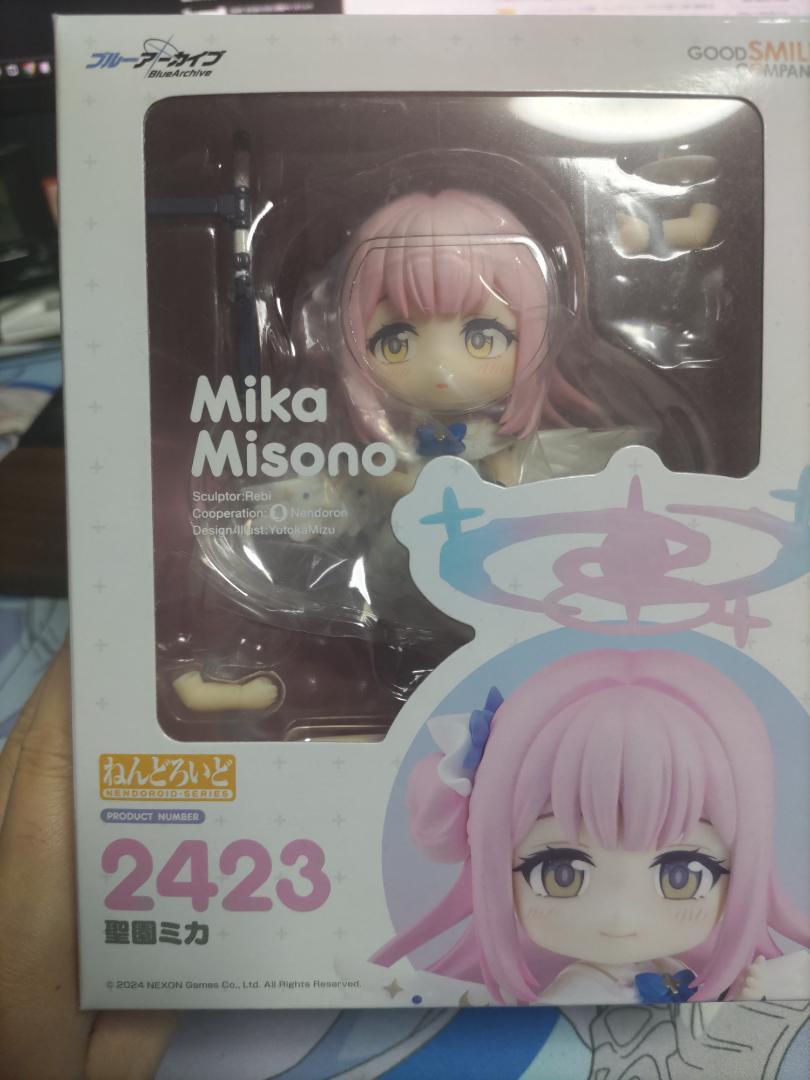 ブルーアーカイブ
BlueArchive
GOOD SMIL
COMPAN
Mika
Misono
Sculptor:Rebi
Cooperation: Nendoron
Design/Illust:YutokaMizu
ねんどろいど
NENDOROID-SERIES
PRODUCT NUMBER
2423
聖園ミカ
© 2024 NEXON Games Co., Ltd. All Rights Reserved.